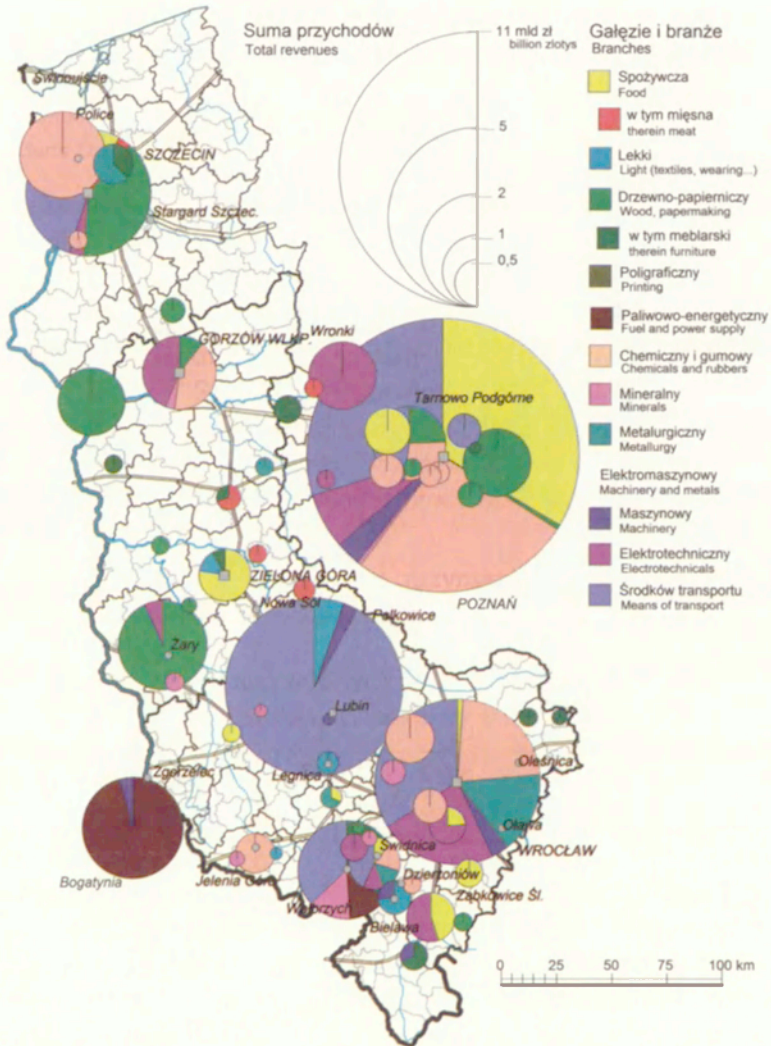 Suma przychodów
Total revenues
11 mld zł
billion zlotys
5
2
1
0,5
Gałęzie i branże
Branches
Spożywcza
Food
w tym mięsna
therein meat
Lekki
Light (textiles, wearing...)
Drzewno-papierniczy
Wood, papermaking
w tym meblarski
therein furniture
Poligraficzny
Printing
Paliwowo-energetyczny
Fuel and power supply
Chemiczny i gumowy
Chemicals and rubbers
Mineralny
Minerals
Metalurgiczny
Metallurgy
Elektromaszynowy
Machinery and metals
Maszynowy
Machinery
Elektrotechniczny
Electrotechnicals
Środków transportu
Means of transport
Świnoujście
Police
SZCZECIN
Stargard Szczec.
GORZÓW WLKP.
Wronki
Tarnowo Podgórne
POZNAŃ
ZIELONA GÓRA
Nowa Sól
Polkowice
Żary
Lubin
Zgorzelec
Legnica
Oleśnica
Oława
WROCŁAW
Bogatynia
Jelenia Góra
Świdnica
Dzierżoniów
Wałbrzych
Ząbkowice Śl.
Bielawa
0 50 100 km